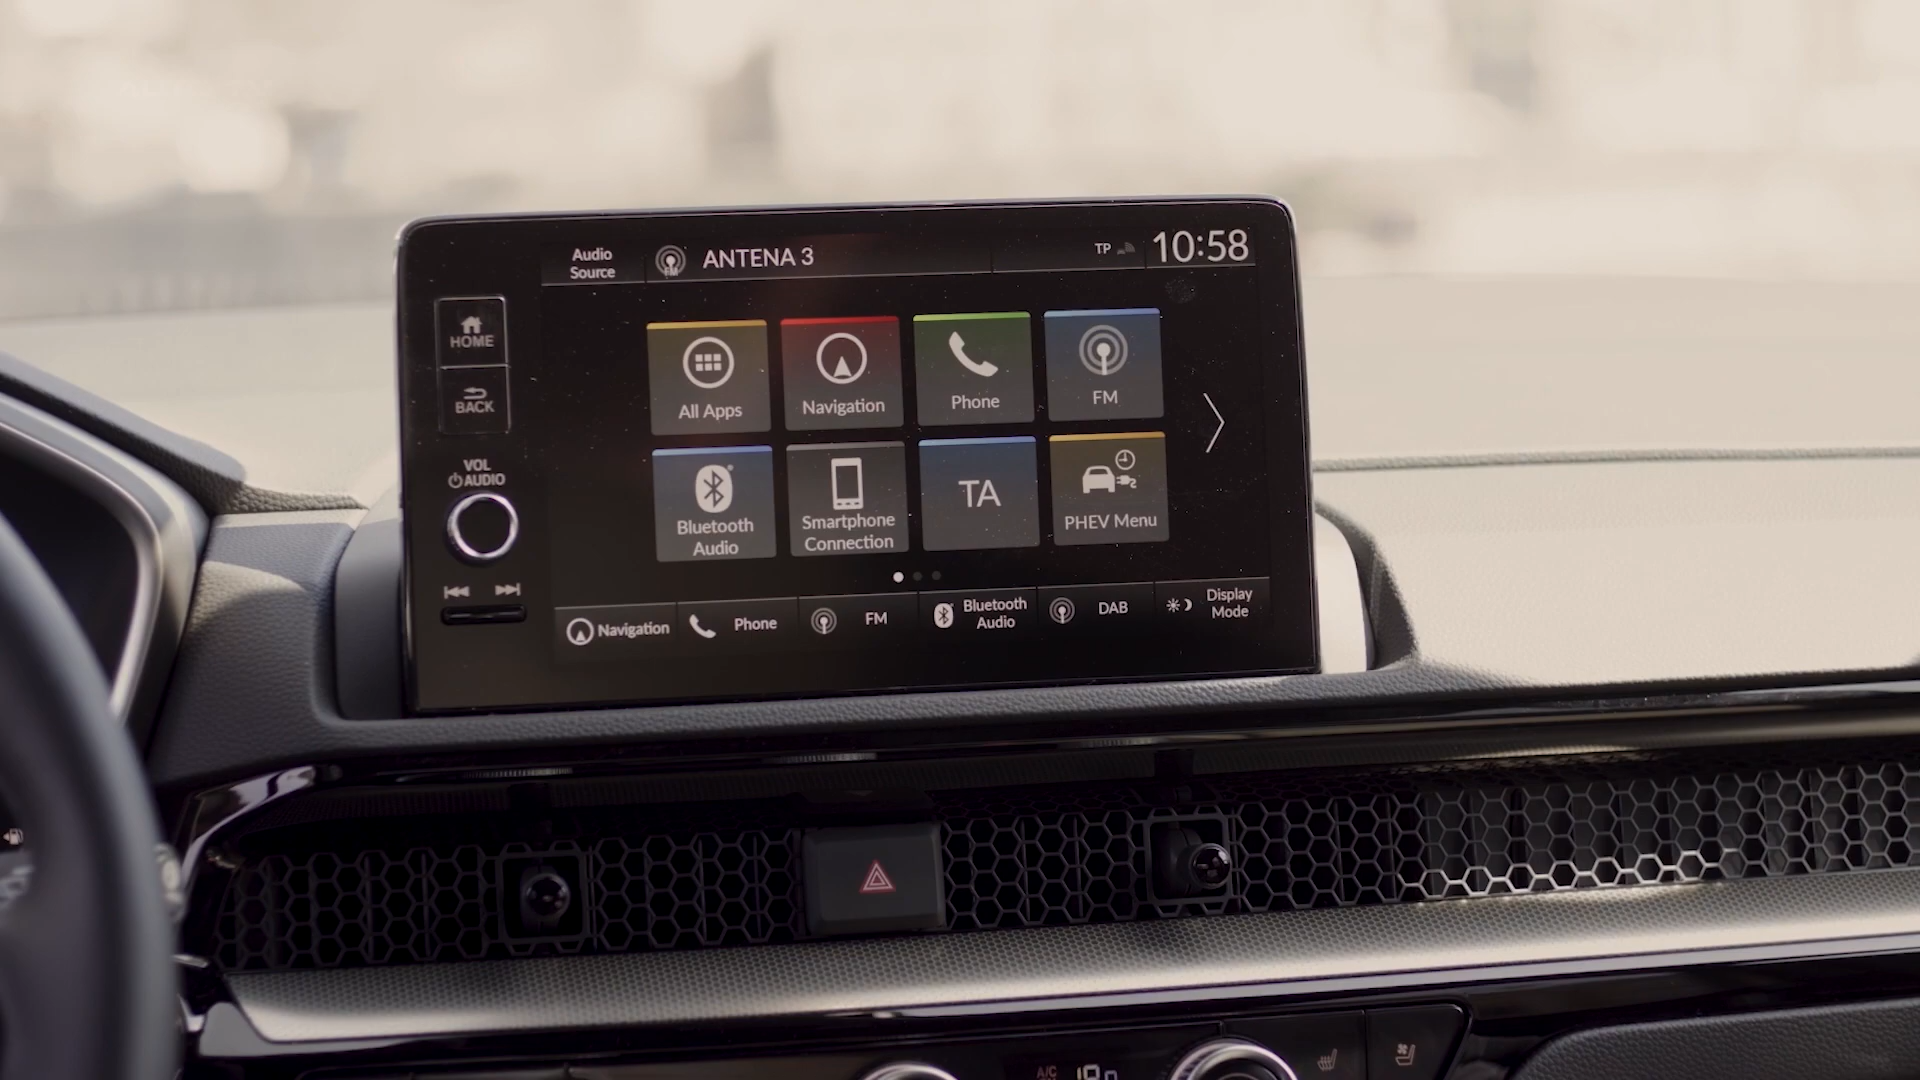 Audio
Source
FM
ANTENA 3
TP
10:58
HOME
BACK
VOL
AUDIO
All Apps
Navigation
Phone
FM
Bluetooth
Audio
Smartphone
Connection
TA
PHEV Menu
Navigation
Phone
FM
Bluetooth
Audio
DAB
Display
Mode
A/C